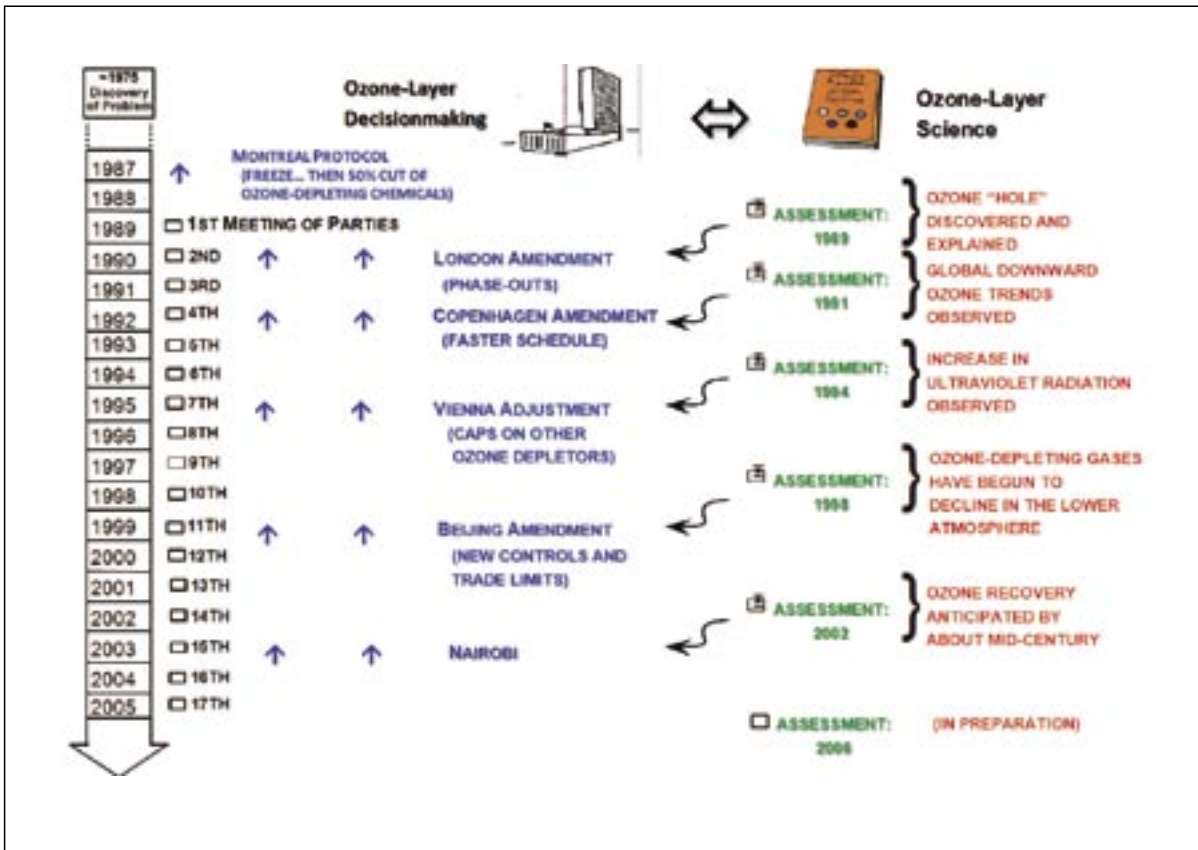 ~1975
Discovery
of Problem
Ozone-Layer
Decisionmaking
Ozone-Layer
Science
1987
1988
1989
1990
1991
1992
1993
1994
1995
1996
1997
1998
1999
2000
2001
2002
2003
2004
2005
MONTREAL PROTOCOL
(FREEZE... THEN 50% CUT OF
OZONE-DEPLETING CHEMICALS)
1ST MEETING OF PARTIES
2ND
3RD
4TH
5TH
6TH
7TH
8TH
9TH
10TH
11TH
12TH
13TH
14TH
15TH
16TH
17TH
LONDON AMENDMENT
(PHASE-OUTS)
COPENHAGEN AMENDMENT
(FASTER SCHEDULE)
VIENNA ADJUSTMENT
(CAPS ON OTHER
OZONE DEPLETORS)
BEIJING AMENDMENT
(NEW CONTROLS AND
TRADE LIMITS)
NAIROBI
ASSESSMENT:
1989
ASSESSMENT:
1991
ASSESSMENT:
1994
ASSESSMENT:
1998
ASSESSMENT:
2002
ASSESSMENT:
2006
OZONE "HOLE"
DISCOVERED AND
EXPLAINED
GLOBAL DOWNWARD
OZONE TRENDS
OBSERVED
INCREASE IN
ULTRAVIOLET RADIATION
OBSERVED
OZONE-DEPLETING GASES
HAVE BEGUN TO
DECLINE IN THE LOWER
ATMOSPHERE
OZONE RECOVERY
ANTICIPATED BY
ABOUT MID-CENTURY
(IN PREPARATION)